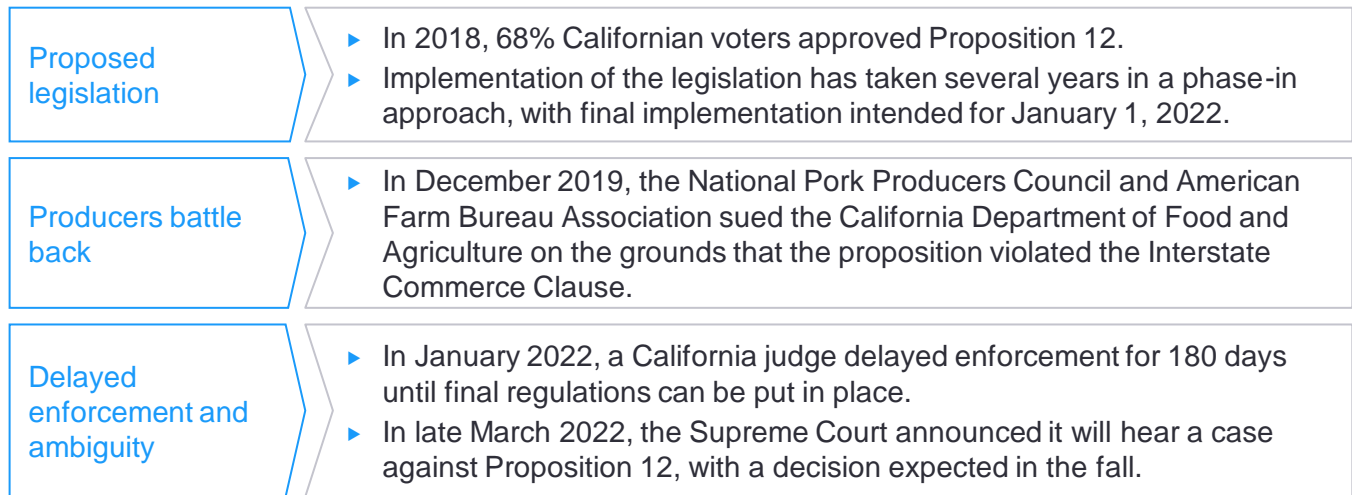 Proposed
legislation
► In 2018, 68% Californian voters approved Proposition 12.
► Implementation of the legislation has taken several years in a phase-in
approach, with final implementation intended for January 1, 2022.
Producers battle
back
► In December 2019, the National Pork Producers Council and American
Farm Bureau Association sued the California Department of Food and
Agriculture on the grounds that the proposition violated the Interstate
Commerce Clause.
Delayed
enforcement and
ambiguity
► In January 2022, a California judge delayed enforcement for 180 days
until final regulations can be put in place.
► In late March 2022, the Supreme Court announced it will hear a case
against Proposition 12, with a decision expected in the fall.